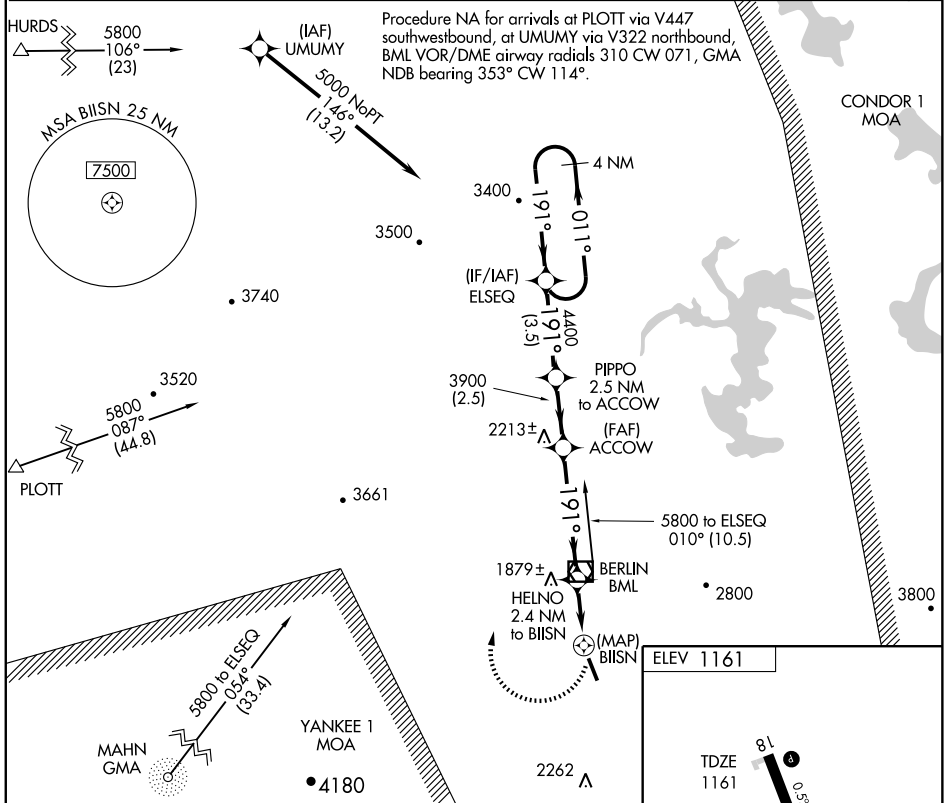 Procedure NA for arrivals at PLOTT via V447
southwestbound, at UMUMY via V322 northbound,
BML VOR/DME airway radials 310 CW 071, GMA
NDB bearing 353° CW 114°.
HURDS
5800
106°
(23)
(IAF)
UMUMY
5000 NoPT
146°
(13.2)
CONDOR 1
MOA
MSA BIISN 25 NM
7500
4 NM
3400
191°
011°
3500
(IF/IAF)
ELSEQ
3740
4400
191°
(3.5)
PIPPO
2.5 NM
to ACCOW
3900
(2.5)
3520
5800
087°
(44.8)
PLOTT
2213±
(FAF)
ACCOW
3661
191°
5800 to ELSEQ
010° (10.5)
1879±
BERLIN
BML
HELNO
2.4 NM
to BIISN
2800
3800
(MAP)
BIISN
ELEV 1161
5800 to ELSEQ
054°
(33.4)
MAHN
GMA
YANKEE 1
MOA
4180
2262
18
P
TDZE
1161
0.5°